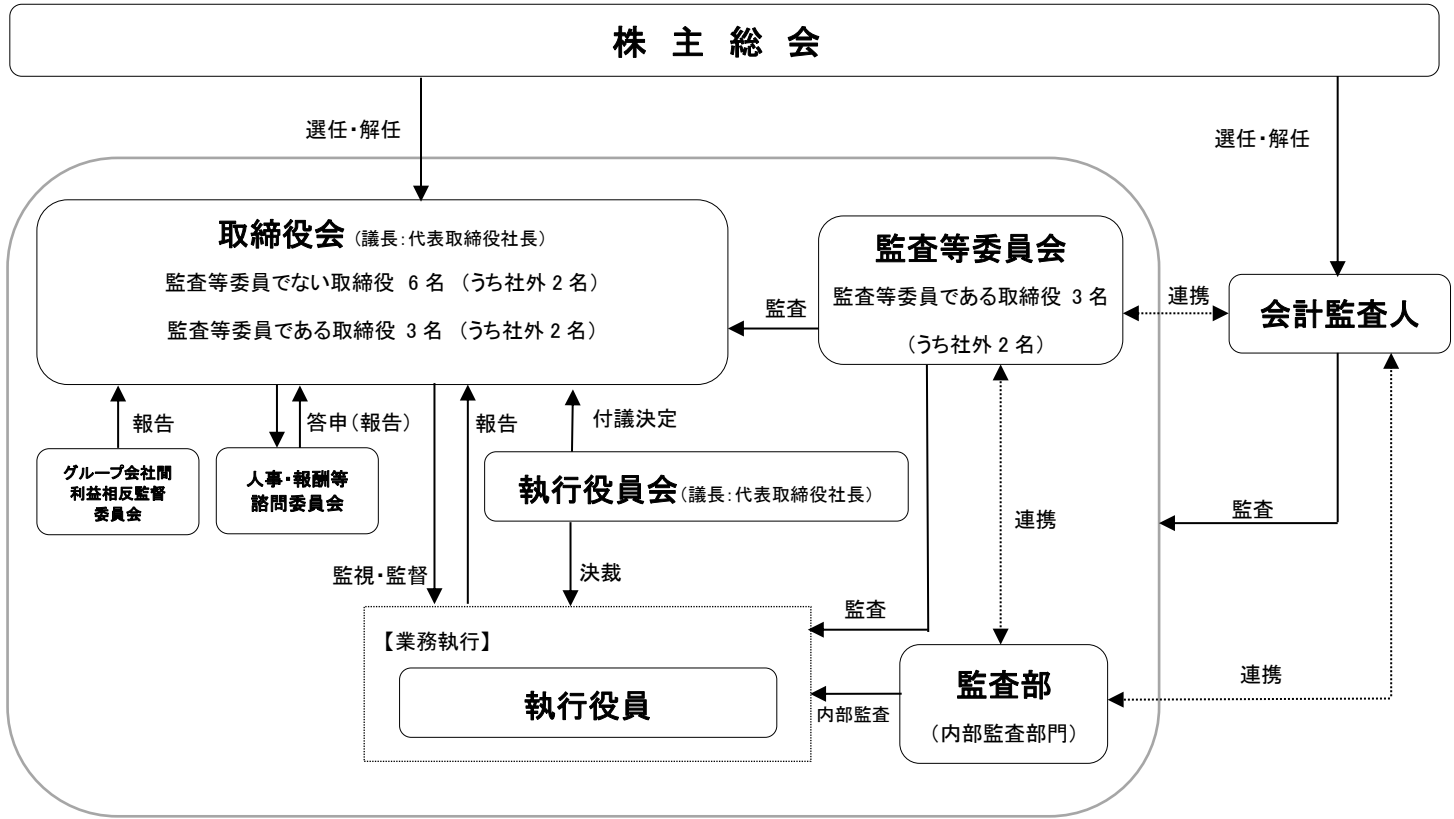 株 主 総 会
選任・解任
選任・解任
取締役会 (議長:代表取締役社長)
監査等委員でない取締役 6 名 (うち社外 2 名)
監査等委員である取締役 3 名 (うち社外 2 名)
監査
監査等委員会
監査等委員である取締役 3 名
(うち社外 2 名)
連携
会計監査人
報告
答申(報告)
報告
付議決定
グループ会社間
利益相反監督
委員会
人事・報酬等
諮問委員会
執行役員会(議長:代表取締役社長)
連携
監査
監視・監督
決裁
監査
【業務執行】
執行役員
内部監査
監査部
(内部監査部門)
連携